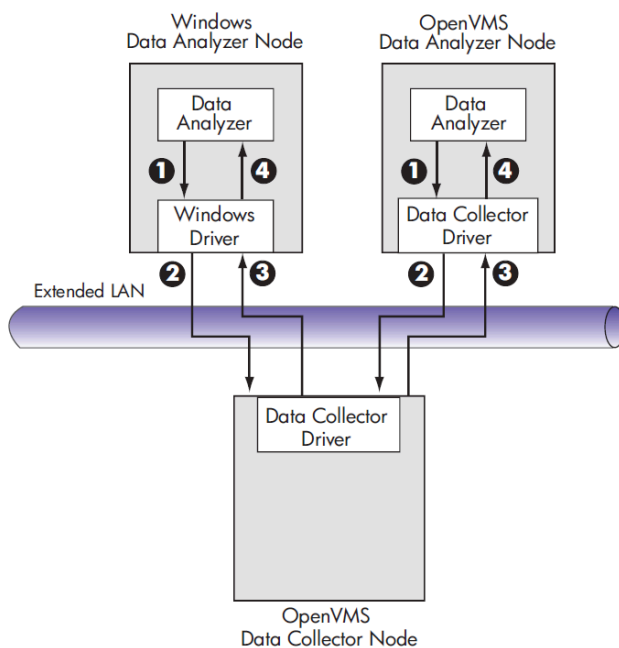 Windows
Data Analyzer Node
OpenVMS
Data Analyzer Node
Data
Analyzer
Data
Analyzer
1
4
1
4
Windows
Driver
Data Collector
Driver
2
3
2
3
Extended LAN
Data Collector
Driver
OpenVMS
Data Collector Node